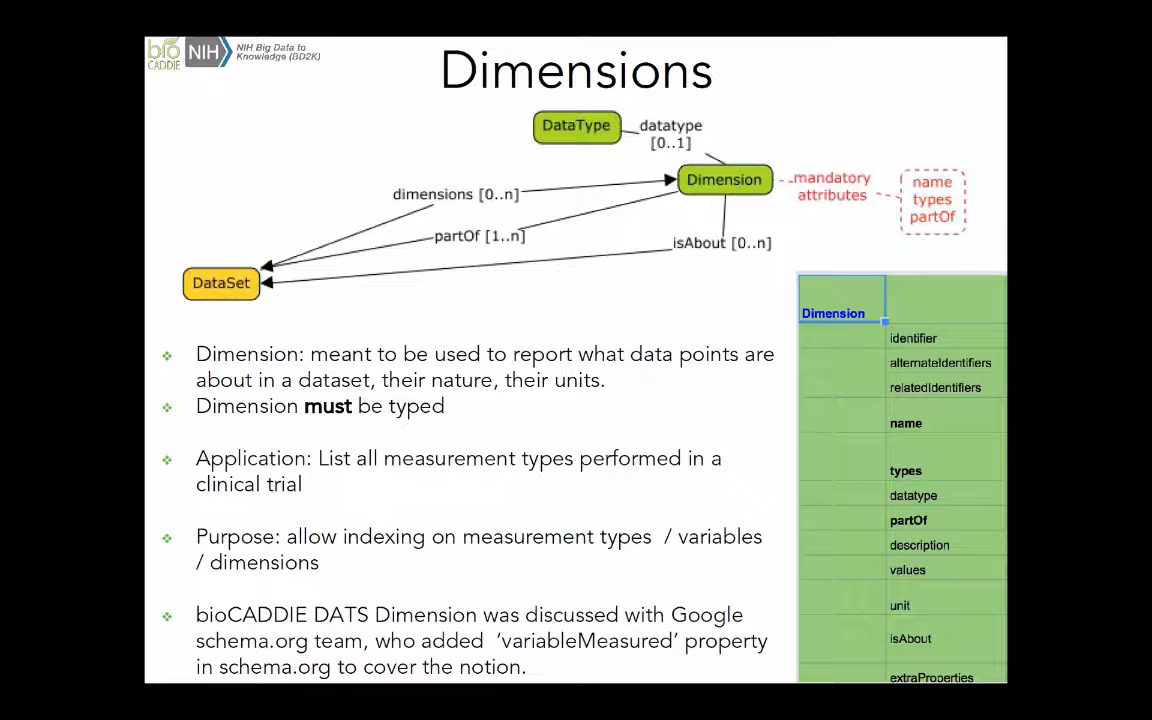 bio
CADDIE
NIH
NIH Big Data to
Knowledge (BD2K)
Dimensions
DataType
datatype
[0..1]
Dimension
mandatory
attributes
name
types
partOf
dimensions [0..n]
partOf [1..n]
isAbout [0..n]
DataSet
Dimension: meant to be used to report what data points are
about in a dataset, their nature, their units.
Dimension must be typed
Application: List all measurement types performed in a
clinical trial
Purpose: allow indexing on measurement types / variables
/ dimensions
bioCADDIE DATS Dimension was discussed with Google
schema.org team, who added ‘variableMeasured’ property
in schema.org to cover the notion.
Dimension
identifier
alternateIdentifiers
relatedIdentifiers
name
types
datatype
partOf
description
values
unit
isAbout
extraProperties